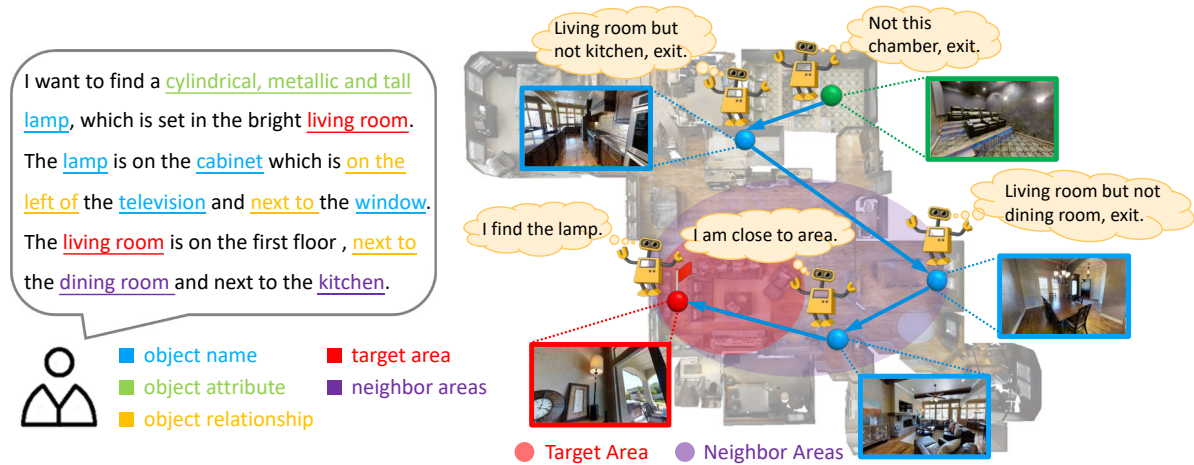 I want to find a cylindrical, metallic and tall
lamp, which is set in the bright living room.
The lamp is on the cabinet which is on the
left of the television and next to the window.
The living room is on the first floor , next to
the dining room and next to the kitchen.
object name
object attribute
object relationship
target area
neighbor areas
Living room but
not kitchen, exit.
Not this
chamber, exit.
Living room but not
dining room, exit.
I find the lamp.
I am close to area.
Target Area
Neighbor Areas